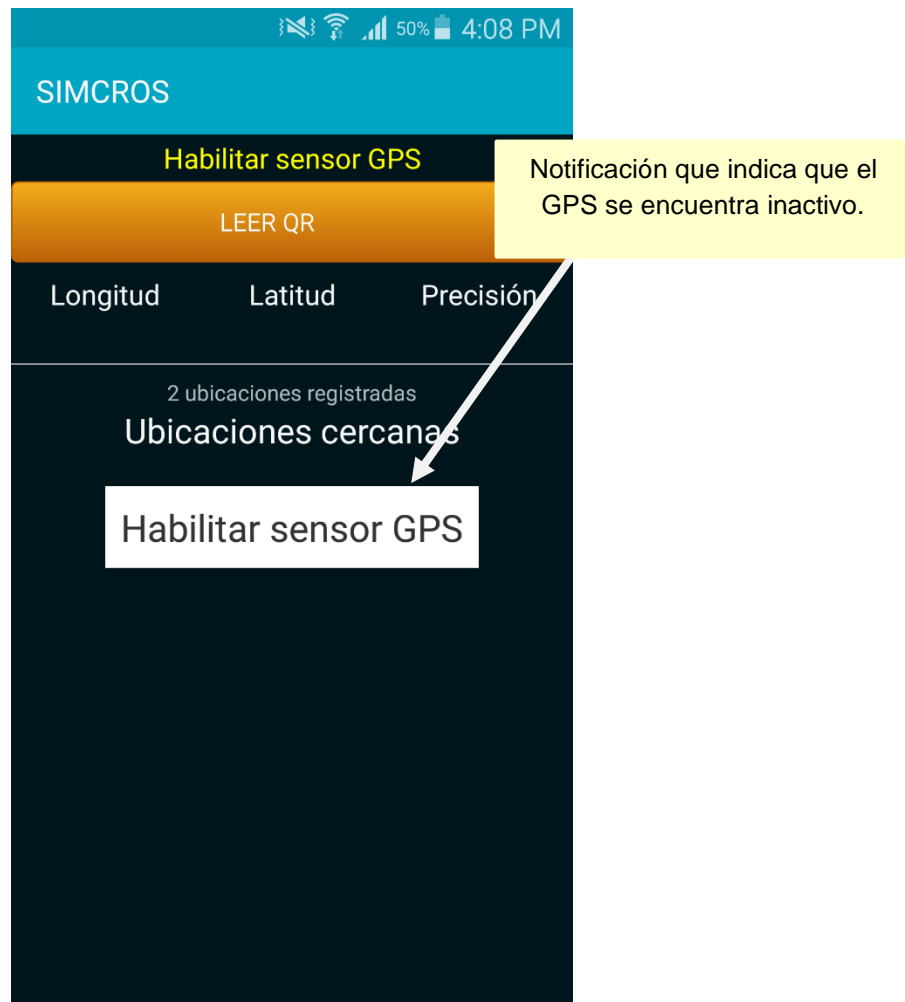 50% 4:08 PM
SIMCROS
Habilitar sensor GPS
Notificación que indica que el
GPS se encuentra inactivo.
LEER QR
Longitud Latitud Precisión
2 ubicaciones registradas
Ubicaciones cercanas
Habilitar sensor GPS